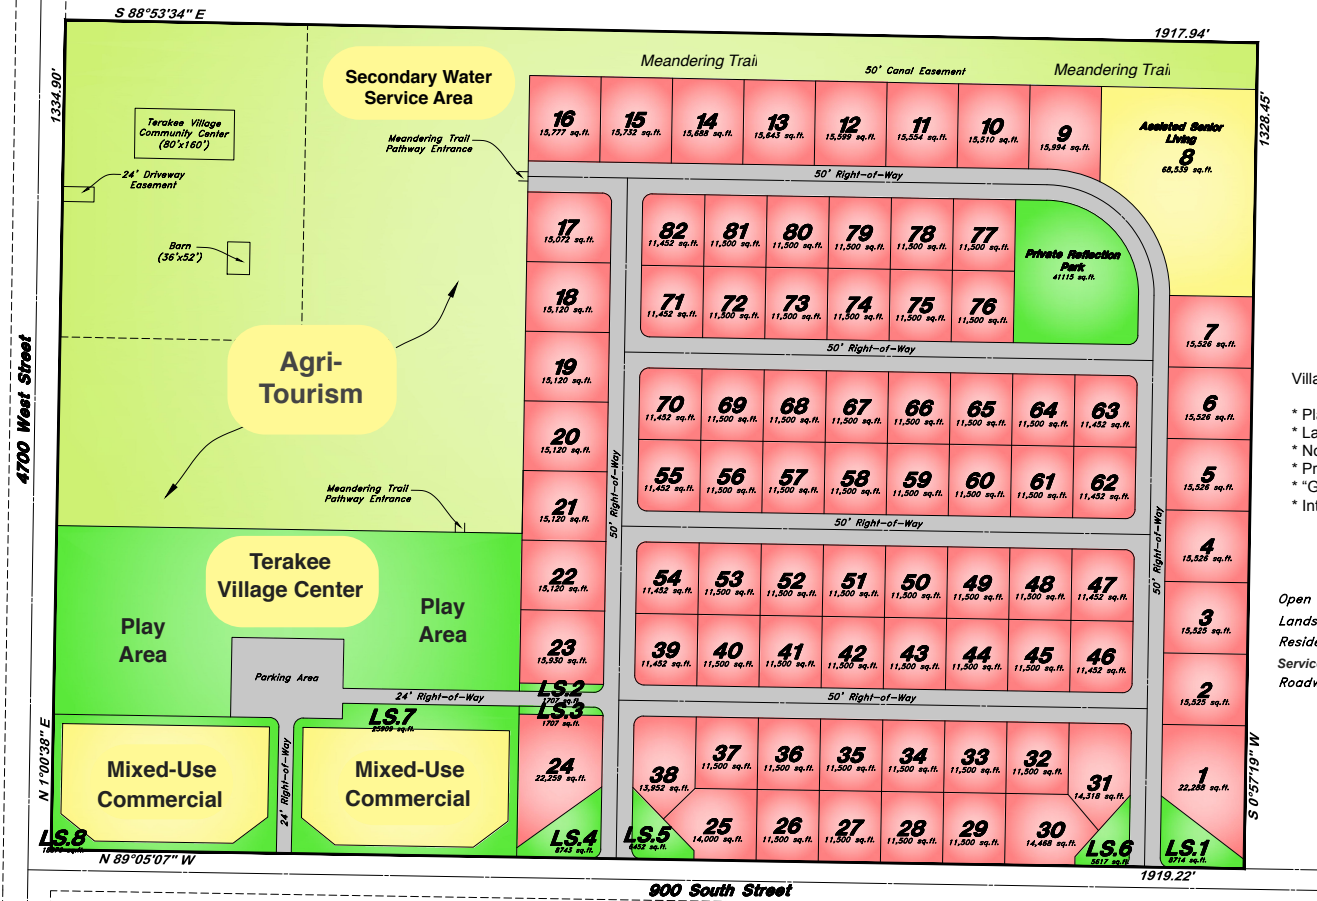 S 88°53'34" E
1917.94'
1334.90'
1328.45'
Meandering Trail
50' Canal Easement
Meandering Trail
Secondary Water
Service Area
Terakee Village
Community Center
(80'x160')
Meandering Trail
Pathway Entrance
24' Driveway
Easement
Barn
(36'x52')
16
15,777 sq.ft.
15
15,732 sq.ft.
14
15,688 sq.ft.
13
15,643 sq.ft.
12
15,599 sq.ft.
11
15,554 sq.ft.
10
15,510 sq.ft.
9
15,994 sq.ft.
Assisted Senior
Living
8
68,539 sq.ft.
50' Right-of-Way
17
15,072 sq.ft.
82
11,452 sq.ft.
81
11,500 sq.ft.
80
11,500 sq.ft.
79
11,500 sq.ft.
78
11,500 sq.ft.
77
11,500 sq.ft.
Private Reflection
Park
41115 sq.ft.
18
15,120 sq.ft.
71
11,452 sq.ft.
72
11,500 sq.ft.
73
11,500 sq.ft.
74
11,500 sq.ft.
75
11,500 sq.ft.
76
11,500 sq.ft.
7
15,526 sq.ft.
50' Right-of-Way
Agri-
Tourism
4700 West Street
19
15,120 sq.ft.
70
11,452 sq.ft.
69
11,500 sq.ft.
68
11,500 sq.ft.
67
11,500 sq.ft.
66
11,500 sq.ft.
65
11,500 sq.ft.
64
11,500 sq.ft.
63
11,452 sq.ft.
6
15,526 sq.ft.
Villa
* Pl
* La
* No
* Pr
* "G
* Int
20
15,120 sq.ft.
55
11,452 sq.ft.
56
11,500 sq.ft.
57
11,500 sq.ft.
58
11,500 sq.ft.
59
11,500 sq.ft.
60
11,500 sq.ft.
61
11,500 sq.ft.
62
11,452 sq.ft.
5
15,526 sq.ft.
Meandering Trail
Pathway Entrance
21
15,120 sq.ft.
50' Right-of-Way
50' Right-of-Way
50' Right-of-Way
4
15,526 sq.ft.
Terakee
Village Center
Play
Area
Play
Area
22
15,120 sq.ft.
54
11,452 sq.ft.
53
11,500 sq.ft.
52
11,500 sq.ft.
51
11,500 sq.ft.
50
11,500 sq.ft.
49
11,500 sq.ft.
48
11,500 sq.ft.
47
11,452 sq.ft.
3
15,525 sq.ft.
Open
Lands
Reside
Servic
Roadw
23
15,930 sq.ft.
39
11,452 sq.ft.
40
11,500 sq.ft.
41
11,500 sq.ft.
42
11,500 sq.ft.
43
11,500 sq.ft.
44
11,500 sq.ft.
45
11,500 sq.ft.
46
11,452 sq.ft.
2
15,525 sq.ft.
Parking Area
24' Right-of-Way
LS.2
1707 sq.ft.
LS.3
1707 sq.ft.
50' Right-of-Way
LS.7
25909 sq.ft.
N 1°00'38" E
Mixed-Use
Commercial
24' Right-of-Way
Mixed-Use
Commercial
24
22,259 sq.ft.
38
13,952 sq.ft.
37
11,500 sq.ft.
36
11,500 sq.ft.
35
11,500 sq.ft.
34
11,500 sq.ft.
33
11,500 sq.ft.
32
11,500 sq.ft.
31
14,318 sq.ft.
1
22,288 sq.ft.
S 0°57'19" W
LS.8
LS.4
8743 sq.ft.
LS.5
6452 sq.ft.
25
14,000 sq.ft.
26
11,500 sq.ft.
27
11,500 sq.ft.
28
11,500 sq.ft.
29
11,500 sq.ft.
30
14,468 sq.ft.
LS.6
5617 sq.ft.
LS.1
8714 sq.ft.
N 89°05'07" W
1919.22'
900 South Street